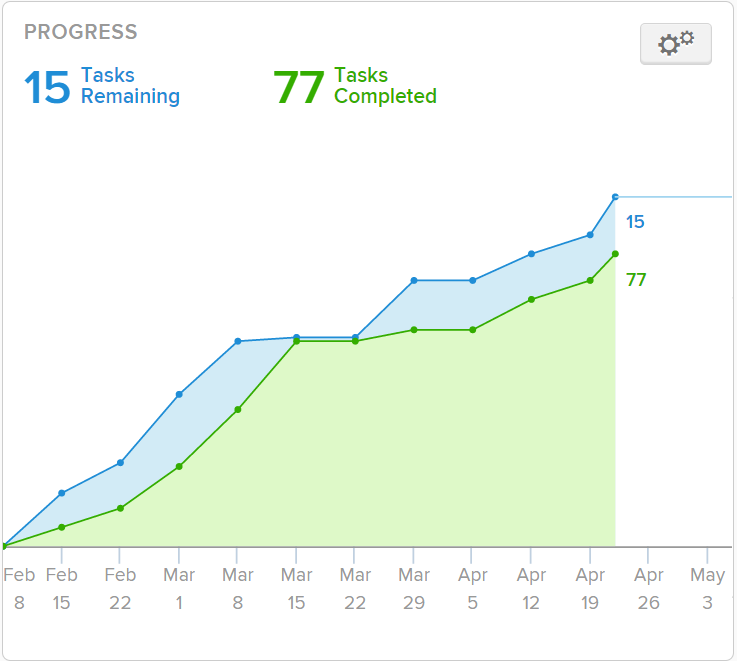 PROGRESS
15 Tasks Remaining
77 Tasks Completed
15
77
Feb Feb Feb Mar Mar Mar Mar Mar Apr Apr Apr Apr May
8 15 22 1 8 15 22 29 5 12 19 26 3